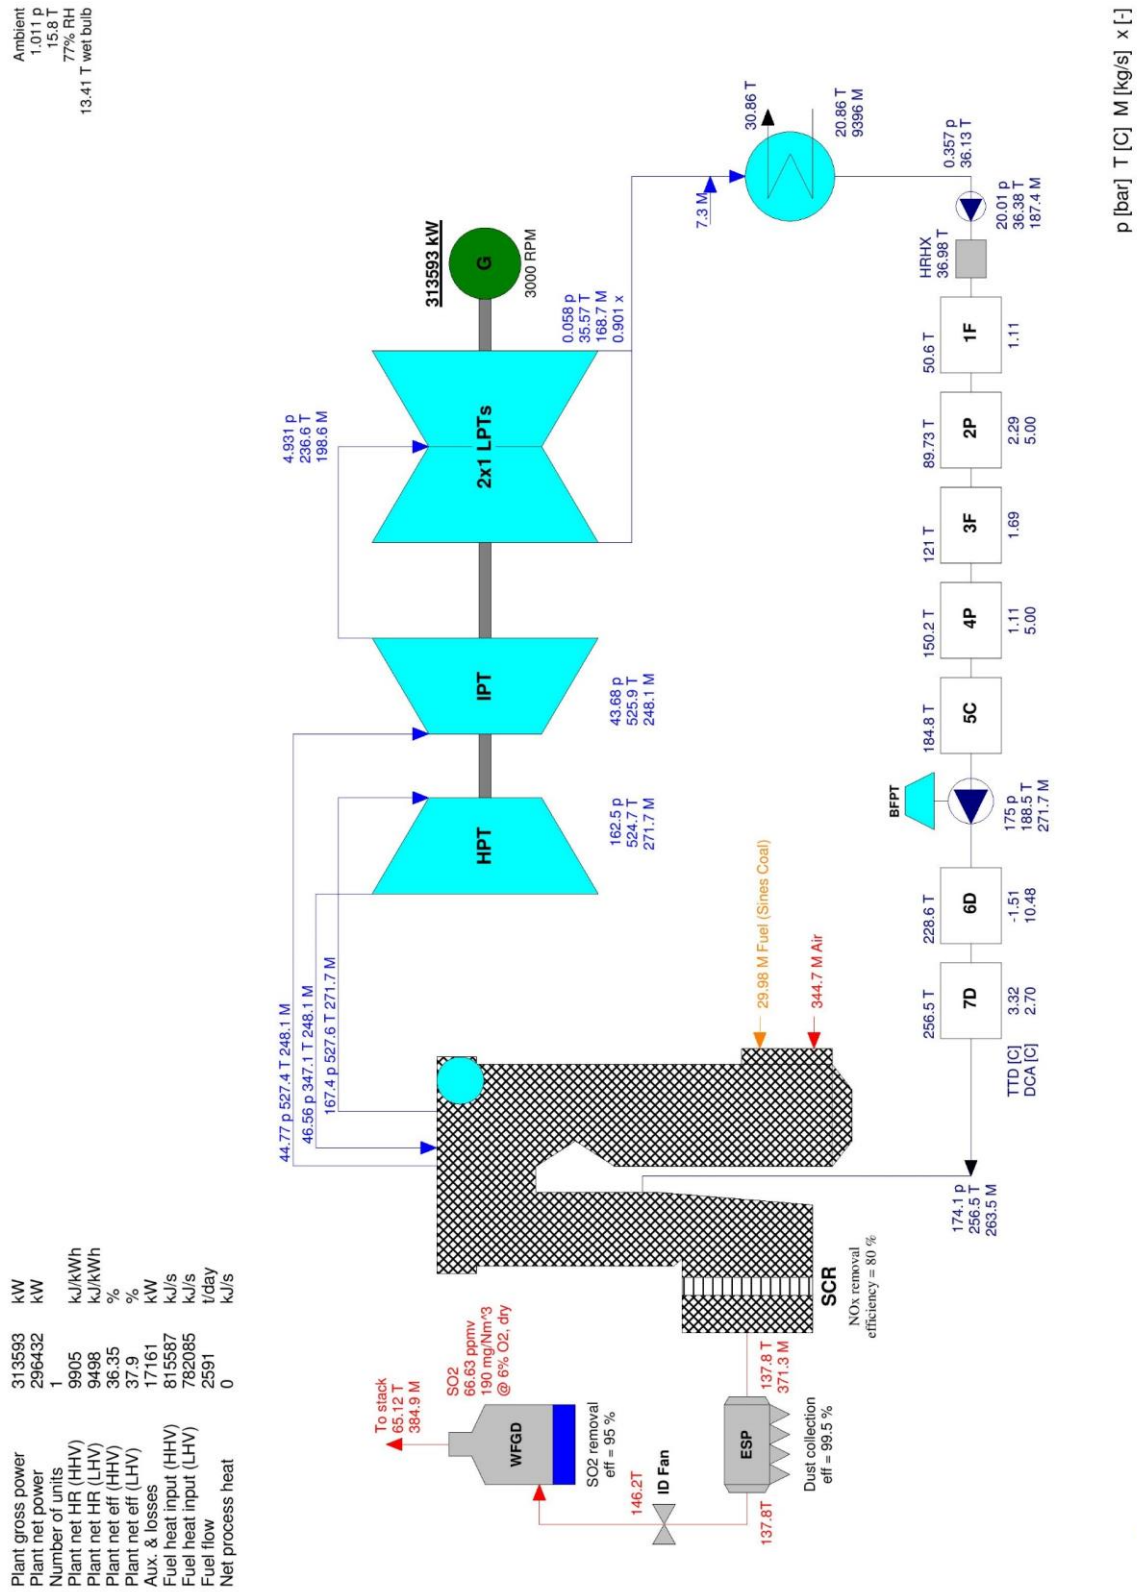 Ambient
1.011 p
15.8 T
77% RH
13.41 T wet bulb
p [bar] T [C] M [kg/s] x [-]
Plant gross power 313593 kW
Plant net power 296432 kW
Number of units 1
Plant net HR (HHV) 9905 kJ/kWh
Plant net HR (LHV) 9498 kJ/kWh
Plant net eff (HHV) 36.35 %
Plant net eff (LHV) 37.9 %
Aux. & losses 17161 kW
Fuel heat input (HHV) 815587 kJ/s
Fuel heat input (LHV) 782085 kJ/s
Fuel flow 2591 t/day
Net process heat 0 kJ/s
44.77 p 527.4 T 248.1 M
46.56 p 347.1 T 248.1 M
167.4 p 527.6 T 271.7 M
4.931 p
236.6 T
198.6 M
313593 kW
G
3000 RPM
HPT
IPT
2x1 LPTs
162.5 p
524.7 T
271.7 M
43.68 p
525.9 T
248.1 M
0.058 p
35.57 T
168.7 M
0.901 x
7.3 M
30.86 T
20.86 T
9396 M
0.357 p
36.13 T
20.01 p
36.38 T
187.4 M
HRHX
36.98 T
50.6 T
1F
1.11
89.73 T
2P
2.29
5.00
121 T
3F
1.69
150.2 T
4P
1.11
5.00
184.8 T
5C
BFPT
175 p
188.5 T
271.7 M
228.6 T
6D
-1.51
10.48
256.5 T
7D
3.32
2.70
TTD [C]
DCA [C]
174.1 p
256.5 T
263.5 M
29.98 M Fuel (Sines Coal)
344.7 M Air
SCR
NOx removal
efficiency = 80 %
137.8 T
371.3 M
ESP
Dust collection
eff = 99.5 %
137.8T
ID Fan
146.2T
WFGD
SO2 removal
eff = 95 %
To stack
65.12 T
384.9 M
SO2
66.63 ppmv
190 mg/Nm^3
@ 6% O2, dry